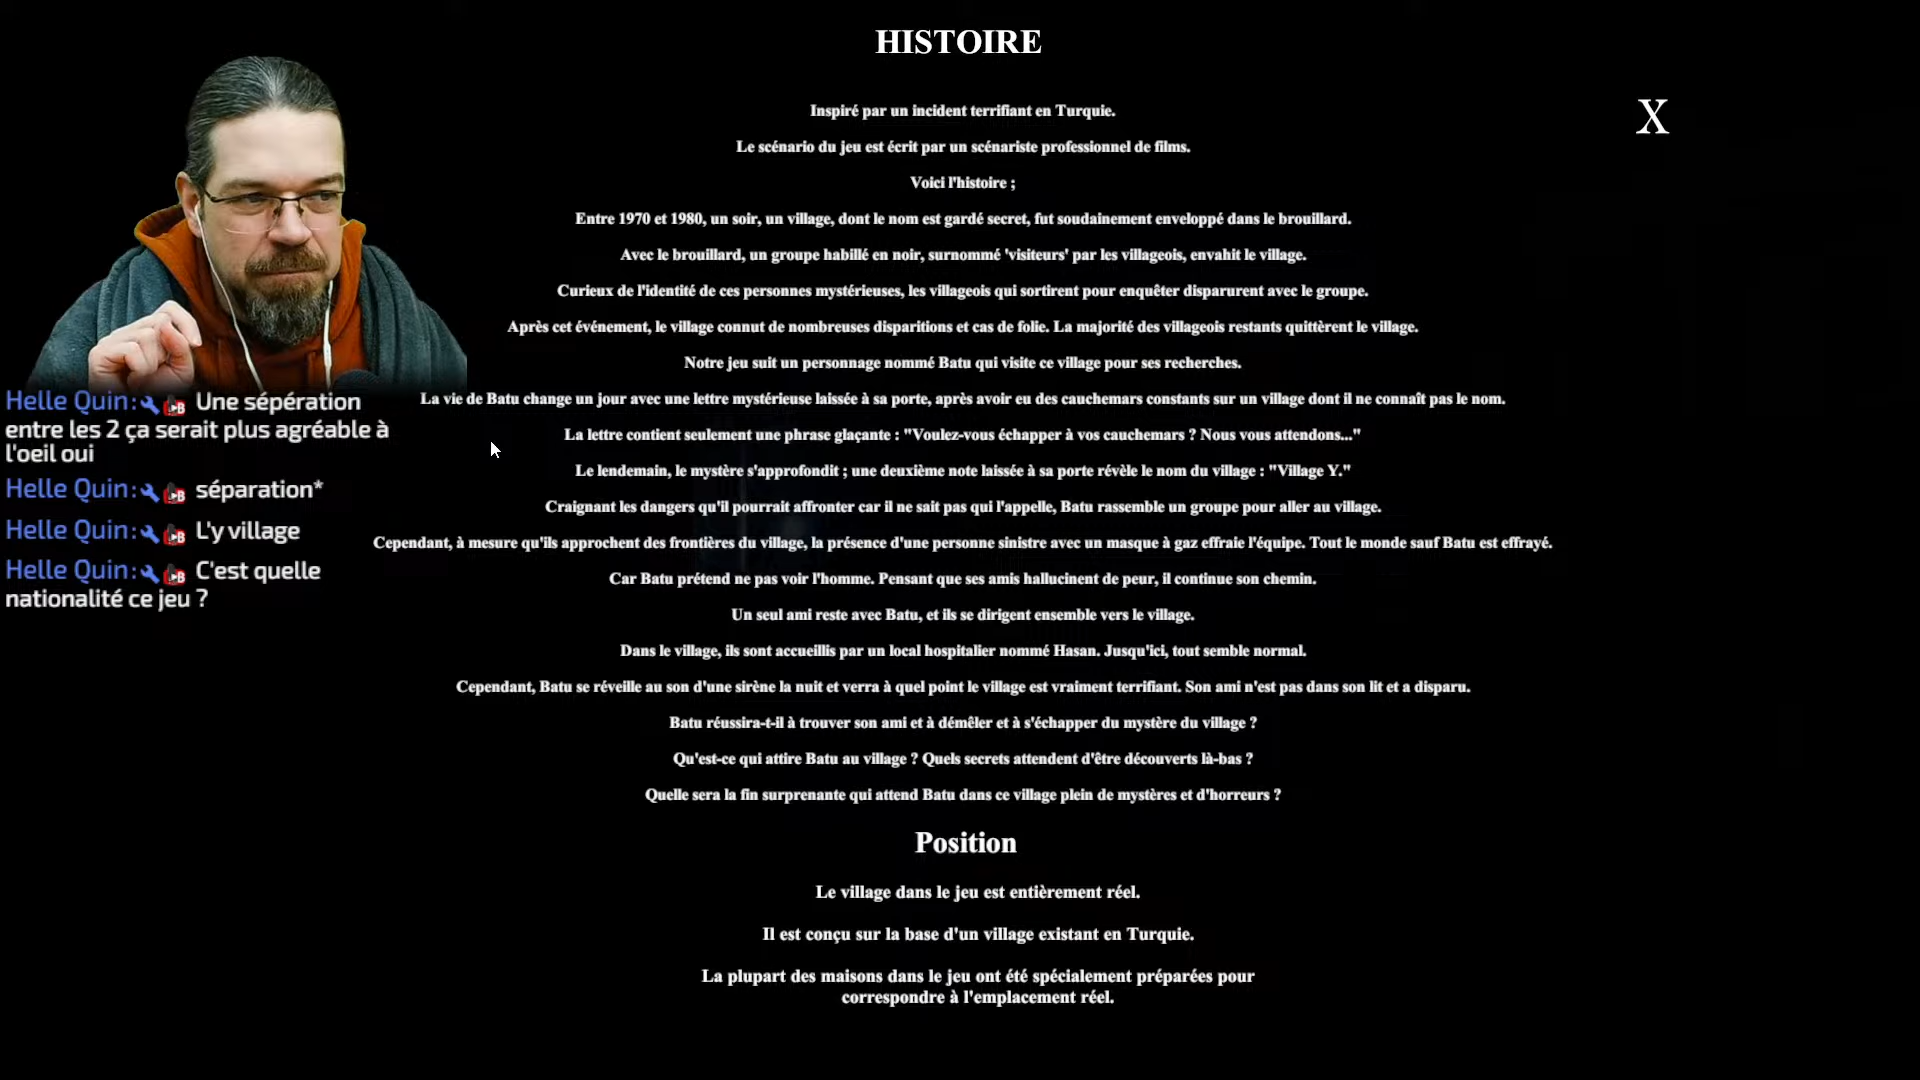 HISTOIRE
X
Inspiré par un incident terrifiant en Turquie.
Le scénario du jeu est écrit par un scénariste professionnel de films.
Voici l'histoire ;
Entre 1970 et 1980, un soir, un village, dont le nom est gardé secret, fut soudainement enveloppé dans le brouillard.
Avec le brouillard, un groupe habillé en noir, surnommé 'visiteurs' par les villageois, envahit le village.
Curieux de l'identité de ces personnes mystérieuses, les villageois qui sortirent pour enquêter disparurent avec le groupe.
Après cet événement, le village connut de nombreuses disparitions et cas de folie. La majorité des villageois restants quittèrent le village.
Notre jeu suit un personnage nommé Batu qui visite ce village pour ses recherches.
La vie de Batu change un jour avec une lettre mystérieuse laissée à sa porte, après avoir eu des cauchemars constants sur un village dont il ne connaît pas le nom.
La lettre contient seulement une phrase glaçante : "Voulez-vous échapper à vos cauchemars ? Nous vous attendons..."
Le lendemain, le mystère s'approfondit ; une deuxième note laissée à sa porte révèle le nom du village : "Village Y."
Craignant les dangers qu'il pourrait affronter car il ne sait pas qui l'appelle, Batu rassemble un groupe pour aller au village.
Cependant, à mesure qu'ils approchent des frontières du village, la présence d'une personne sinistre avec un masque à gaz effraie l'équipe. Tout le monde sauf Batu est effrayé.
Car Batu prétend ne pas voir l'homme. Pensant que ses amis hallucinent de peur, il continue son chemin.
Un seul ami reste avec Batu, et ils se dirigent ensemble vers le village.
Dans le village, ils sont accueillis par un local hospitalier nommé Hasan. Jusqu'ici, tout semble normal.
Cependant, Batu se réveille au son d'une sirène la nuit et verra à quel point le village est vraiment terrifiant. Son ami n'est pas dans son lit et a disparu.
Batu réussira-t-il à trouver son ami et à démêler et à s'échapper du mystère du village ?
Qu'est-ce qui attire Batu au village ? Quels secrets attendent d'être découverts là-bas ?
Quelle sera la fin surprenante qui attend Batu dans ce village plein de mystères et d'horreurs ?
Position
Le village dans le jeu est entièrement réel.
Il est conçu sur la base d'un village existant en Turquie.
La plupart des maisons dans le jeu ont été spécialement préparées pour
correspondre à l'emplacement réel.
Helle Quin: Une sépération
entre les 2 ça serait plus agréable à
l'oeil oui
Helle Quin: séparation*
Helle Quin: L'y village
Helle Quin: C'est quelle
nationalité ce jeu ?